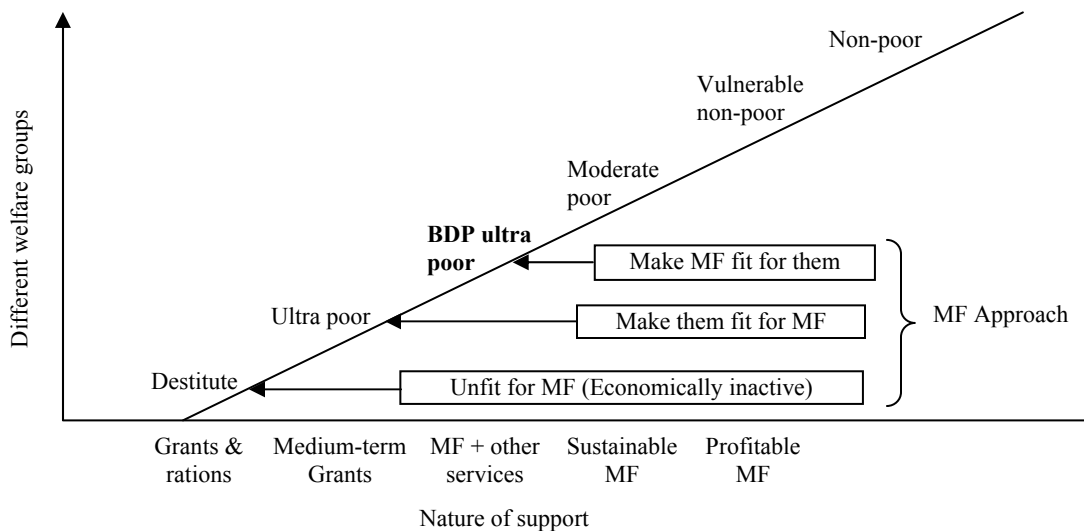 Non-poor
Vulnerable
non-poor
Moderate
poor
BDP ultra
poor
Make MF fit for them
Ultra poor
Make them fit for MF
MF Approach
Destitute
Unfit for MF (Economically inactive)
Different welfare groups
Grants &
rations
Medium-term
Grants
MF + other
services
Sustainable
MF
Profitable
MF
Nature of support